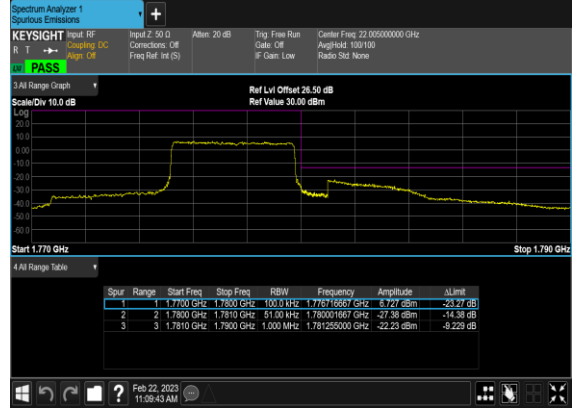 Spectrum Analyzer 1
Spurious Emissions
+
KEYSIGHT Input: RF Input Z: 50 Ω Atten: 20 dB Trig: Free Run Center Freq: 22.005000000 GHz
R T Coupling: DC Corrections: Off Gate: Off Avg|Hold: 100/100
Align: Off Freq Ref: Int (S) IF Gain: Low Radio Std: None
PASS
3 All Range Graph
Ref Lvl Offset 26.50 dB
Scale/Div 10.0 dB Ref Value 30.00 dBm
Log
20.0
10.0
0.00
-10.0
-20.0
-30.0
-40.0
-50.0
-60.0
Start 1.770 GHz Stop 1.790 GHz
4 All Range Table
Spur Range Start Freq Stop Freq RBW Frequency Amplitude ΔLimit
1 1 1.7700 GHz 1.7800 GHz 100.0 kHz 1.776716667 GHz 6.727 dBm -23.27 dB
2 2 1.7800 GHz 1.7810 GHz 51.00 kHz 1.780001667 GHz -27.38 dBm -14.38 dB
3 3 1.7810 GHz 1.7900 GHz 1.000 MHz 1.781255000 GHz -22.23 dBm -9.229 dB
? Feb 22, 2023
11:09:43 AM